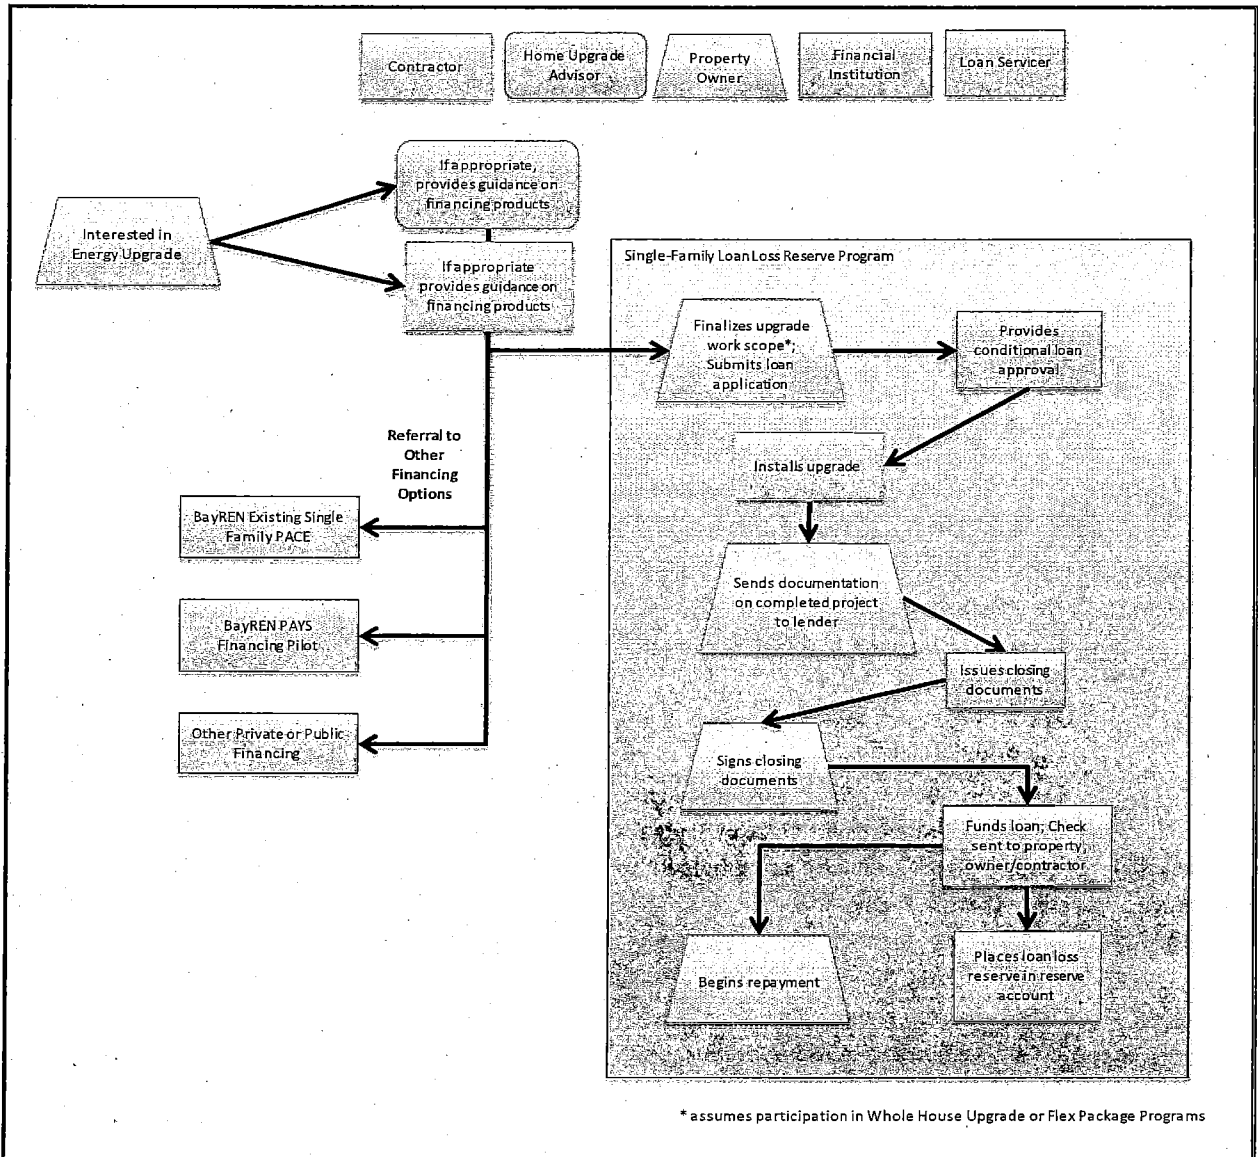 Contractor
Home Upgrade
Advisor
Property
Owner
Financial
Institution
Loan Servicer
If appropriate,
provides guidance on
financing products
Interested in
Energy Upgrade
If appropriate
provides guidance on
financing products
Single-Family Loan Loss Reserve Program
Finalizes upgrade
work scope*;
Submits loan
application
Provides
conditional loan
approval
Referral to
Other
Financing
Options
Installs upgrade
BayREN Existing Single
Family PACE
Sends documentation
on completed project
to lender
BayREN PAYS
Financing Pilot
Issues closing
documents
Other Private or Public
Financing
Signs closing
documents
Funds loan; Check
sent to property
owner/contractor
Begins repayment
Places loan loss
reserve in reserve
account
* assumes participation in Whole House Upgrade or Flex Package Programs